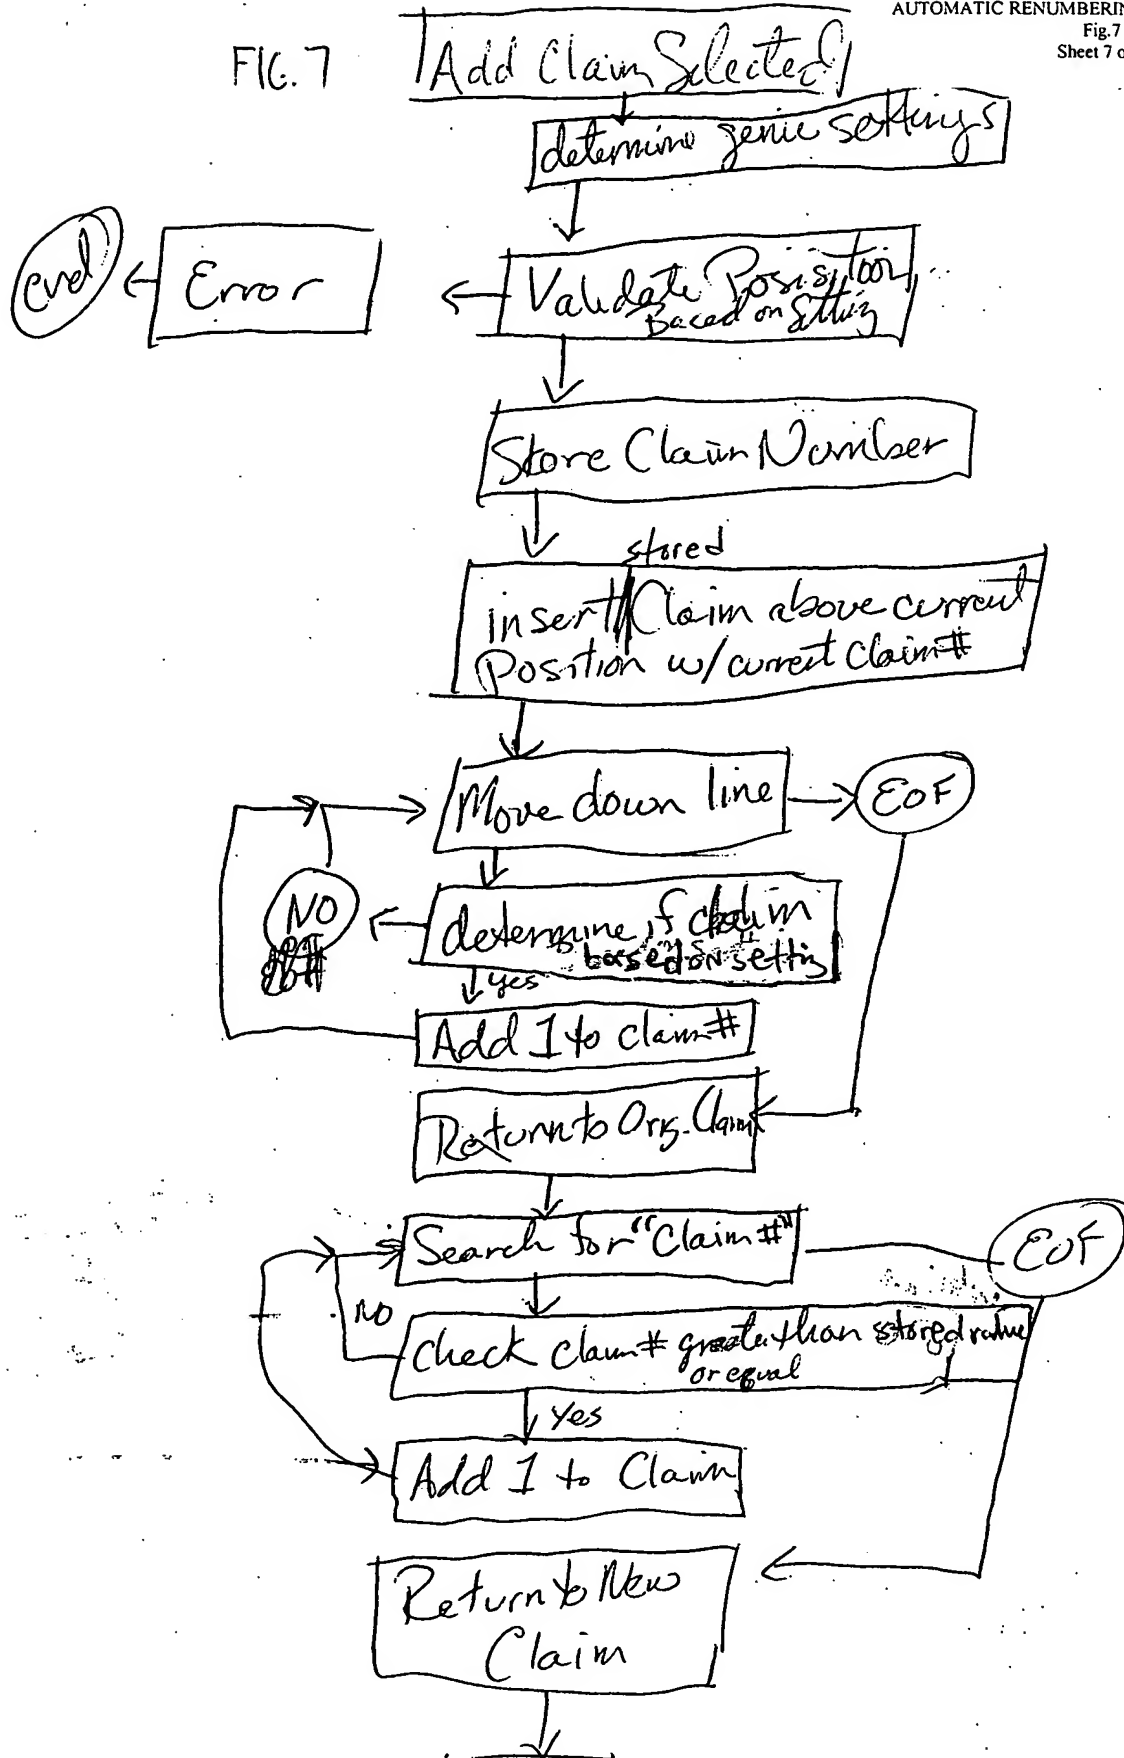 AUTOMATIC RENUMBERIN
Fig.7
Sheet 7 o
FIG. 7
Add Claim Selected
determine genie settings
Validate Posisition
Based on Setting
Error
end
Store Claim Number
stored
insert Claim above current
Position w/current claim #
Move down line
EOF
NO
determine if claim
based on setting
yes
Add 1 to claim #
Return to Orig. Claim
Search for "Claim #"
EOF
NO
Check claim # greater than stored value
or equal
Yes
Add 1 to Claim
Return to New
Claim